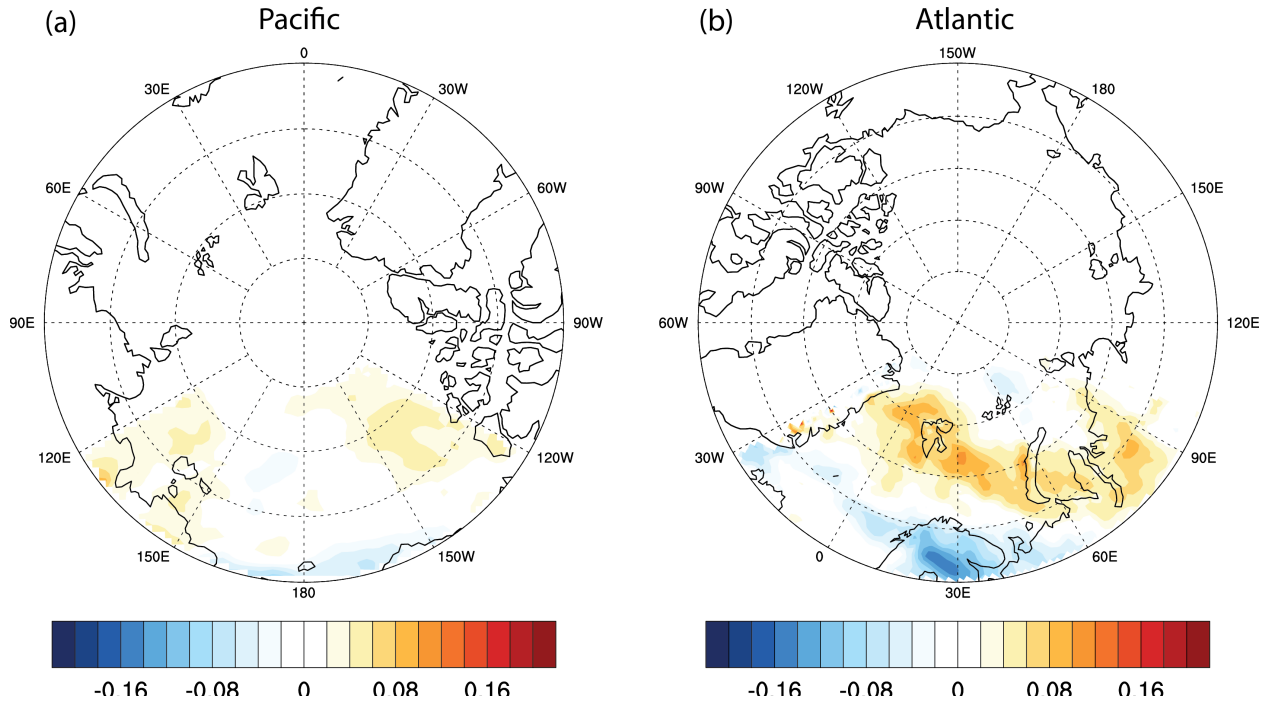 (a) Pacific
0
30E 30W
60E 60W
90E 90W
120E 120W
150E 150W
180
-0.16 -0.08 0 0.08 0.16
(b) Atlantic
150W
120W 180
90W 150E
60W 120E
30W 90E
0 60E
30E
-0.16 -0.08 0 0.08 0.16